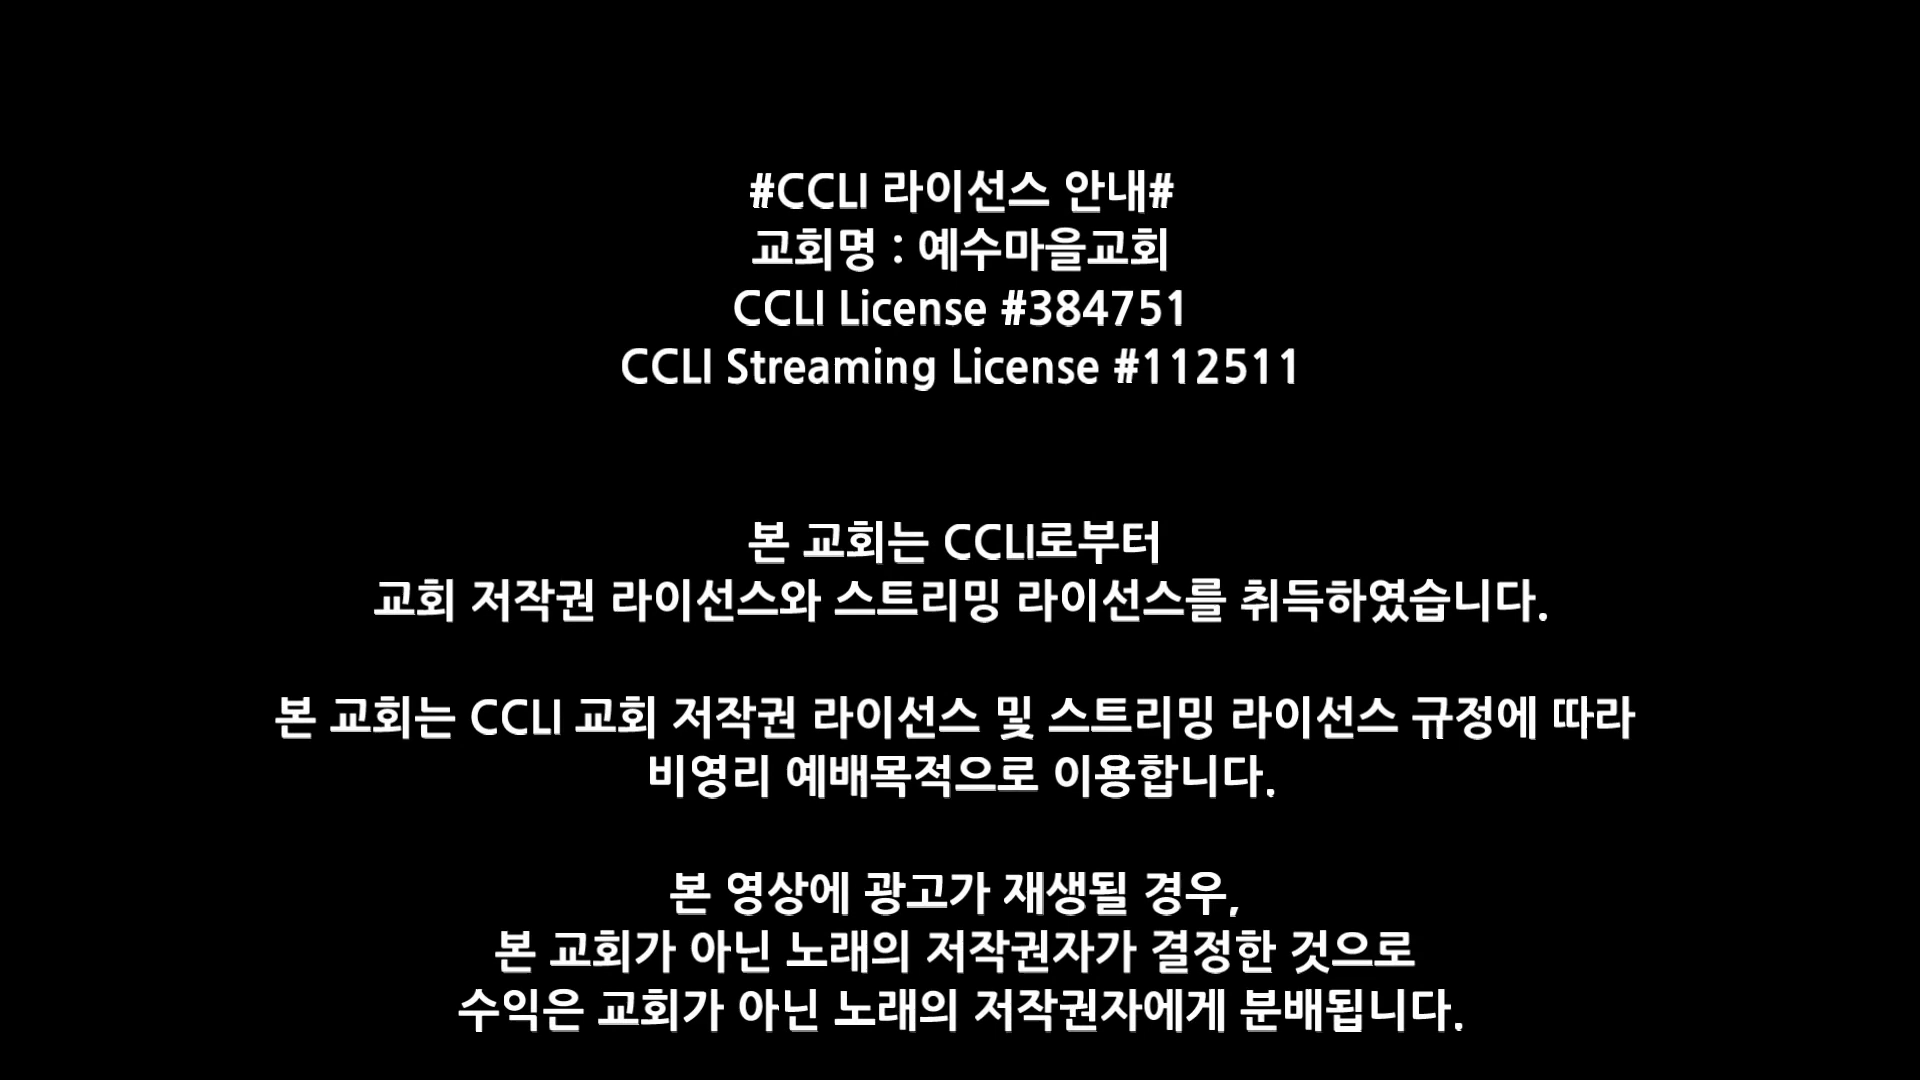 #CCLI 라이선스 안내#
교회명 : 예수마을교회
CCLI License #384751
CCLI Streaming License #112511
본 교회는 CCLI로부터
교회 저작권 라이선스와 스트리밍 라이선스를 취득하였습니다.
본 교회는 CCLI 교회 저작권 라이선스 및 스트리밍 라이선스 규정에 따라
비영리 예배목적으로 이용합니다.
본 영상에 광고가 재생될 경우,
본 교회가 아닌 노래의 저작권자가 결정한 것으로
수익은 교회가 아닌 노래의 저작권자에게 분배됩니다.